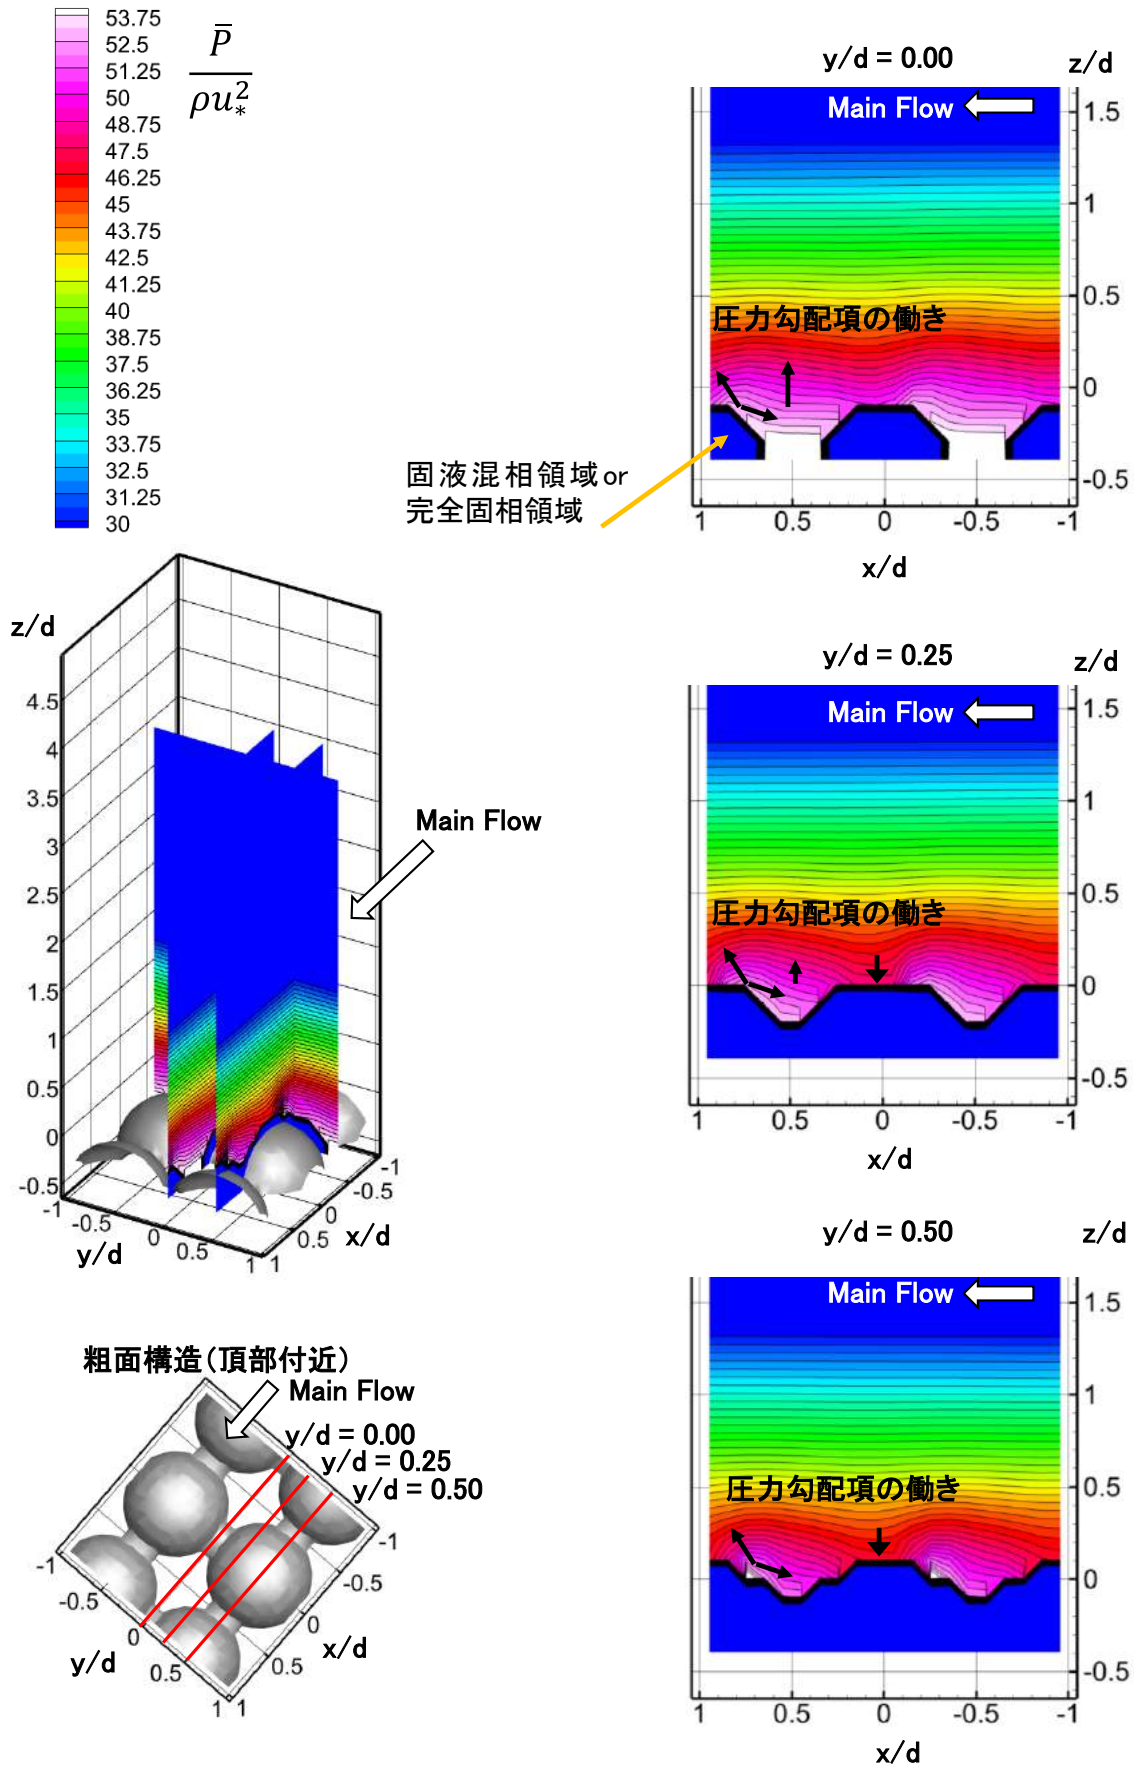 53.75
52.5
51.25
50
48.75
47.5
46.25
45
43.75
42.5
41.25
40
38.75
37.5
36.25
35
33.75
32.5
31.25
30
P̄
ρu*²
y/d = 0.00
z/d
Main Flow
1.5
1
0.5
0
-0.5
圧力勾配項の働き
固液混相領域or
完全固相領域
1 0.5 0 -0.5 -1
x/d
z/d
4.5
4
3.5
3
2.5
2
1.5
1
0.5
0
-0.5
Main Flow
-1 -0.5 0 0.5 1
y/d
1 0.5 0 -0.5 -1
x/d
y/d = 0.25
z/d
Main Flow
1.5
1
0.5
0
-0.5
圧力勾配項の働き
1 0.5 0 -0.5 -1
x/d
粗面構造(頂部付近)
Main Flow
y/d = 0.00
y/d = 0.25
y/d = 0.50
-1 -0.5 0 0.5 1
y/d
1 0.5 0 -0.5 -1
x/d
y/d = 0.50
z/d
Main Flow
1.5
1
0.5
0
-0.5
圧力勾配項の働き
1 0.5 0 -0.5 -1
x/d